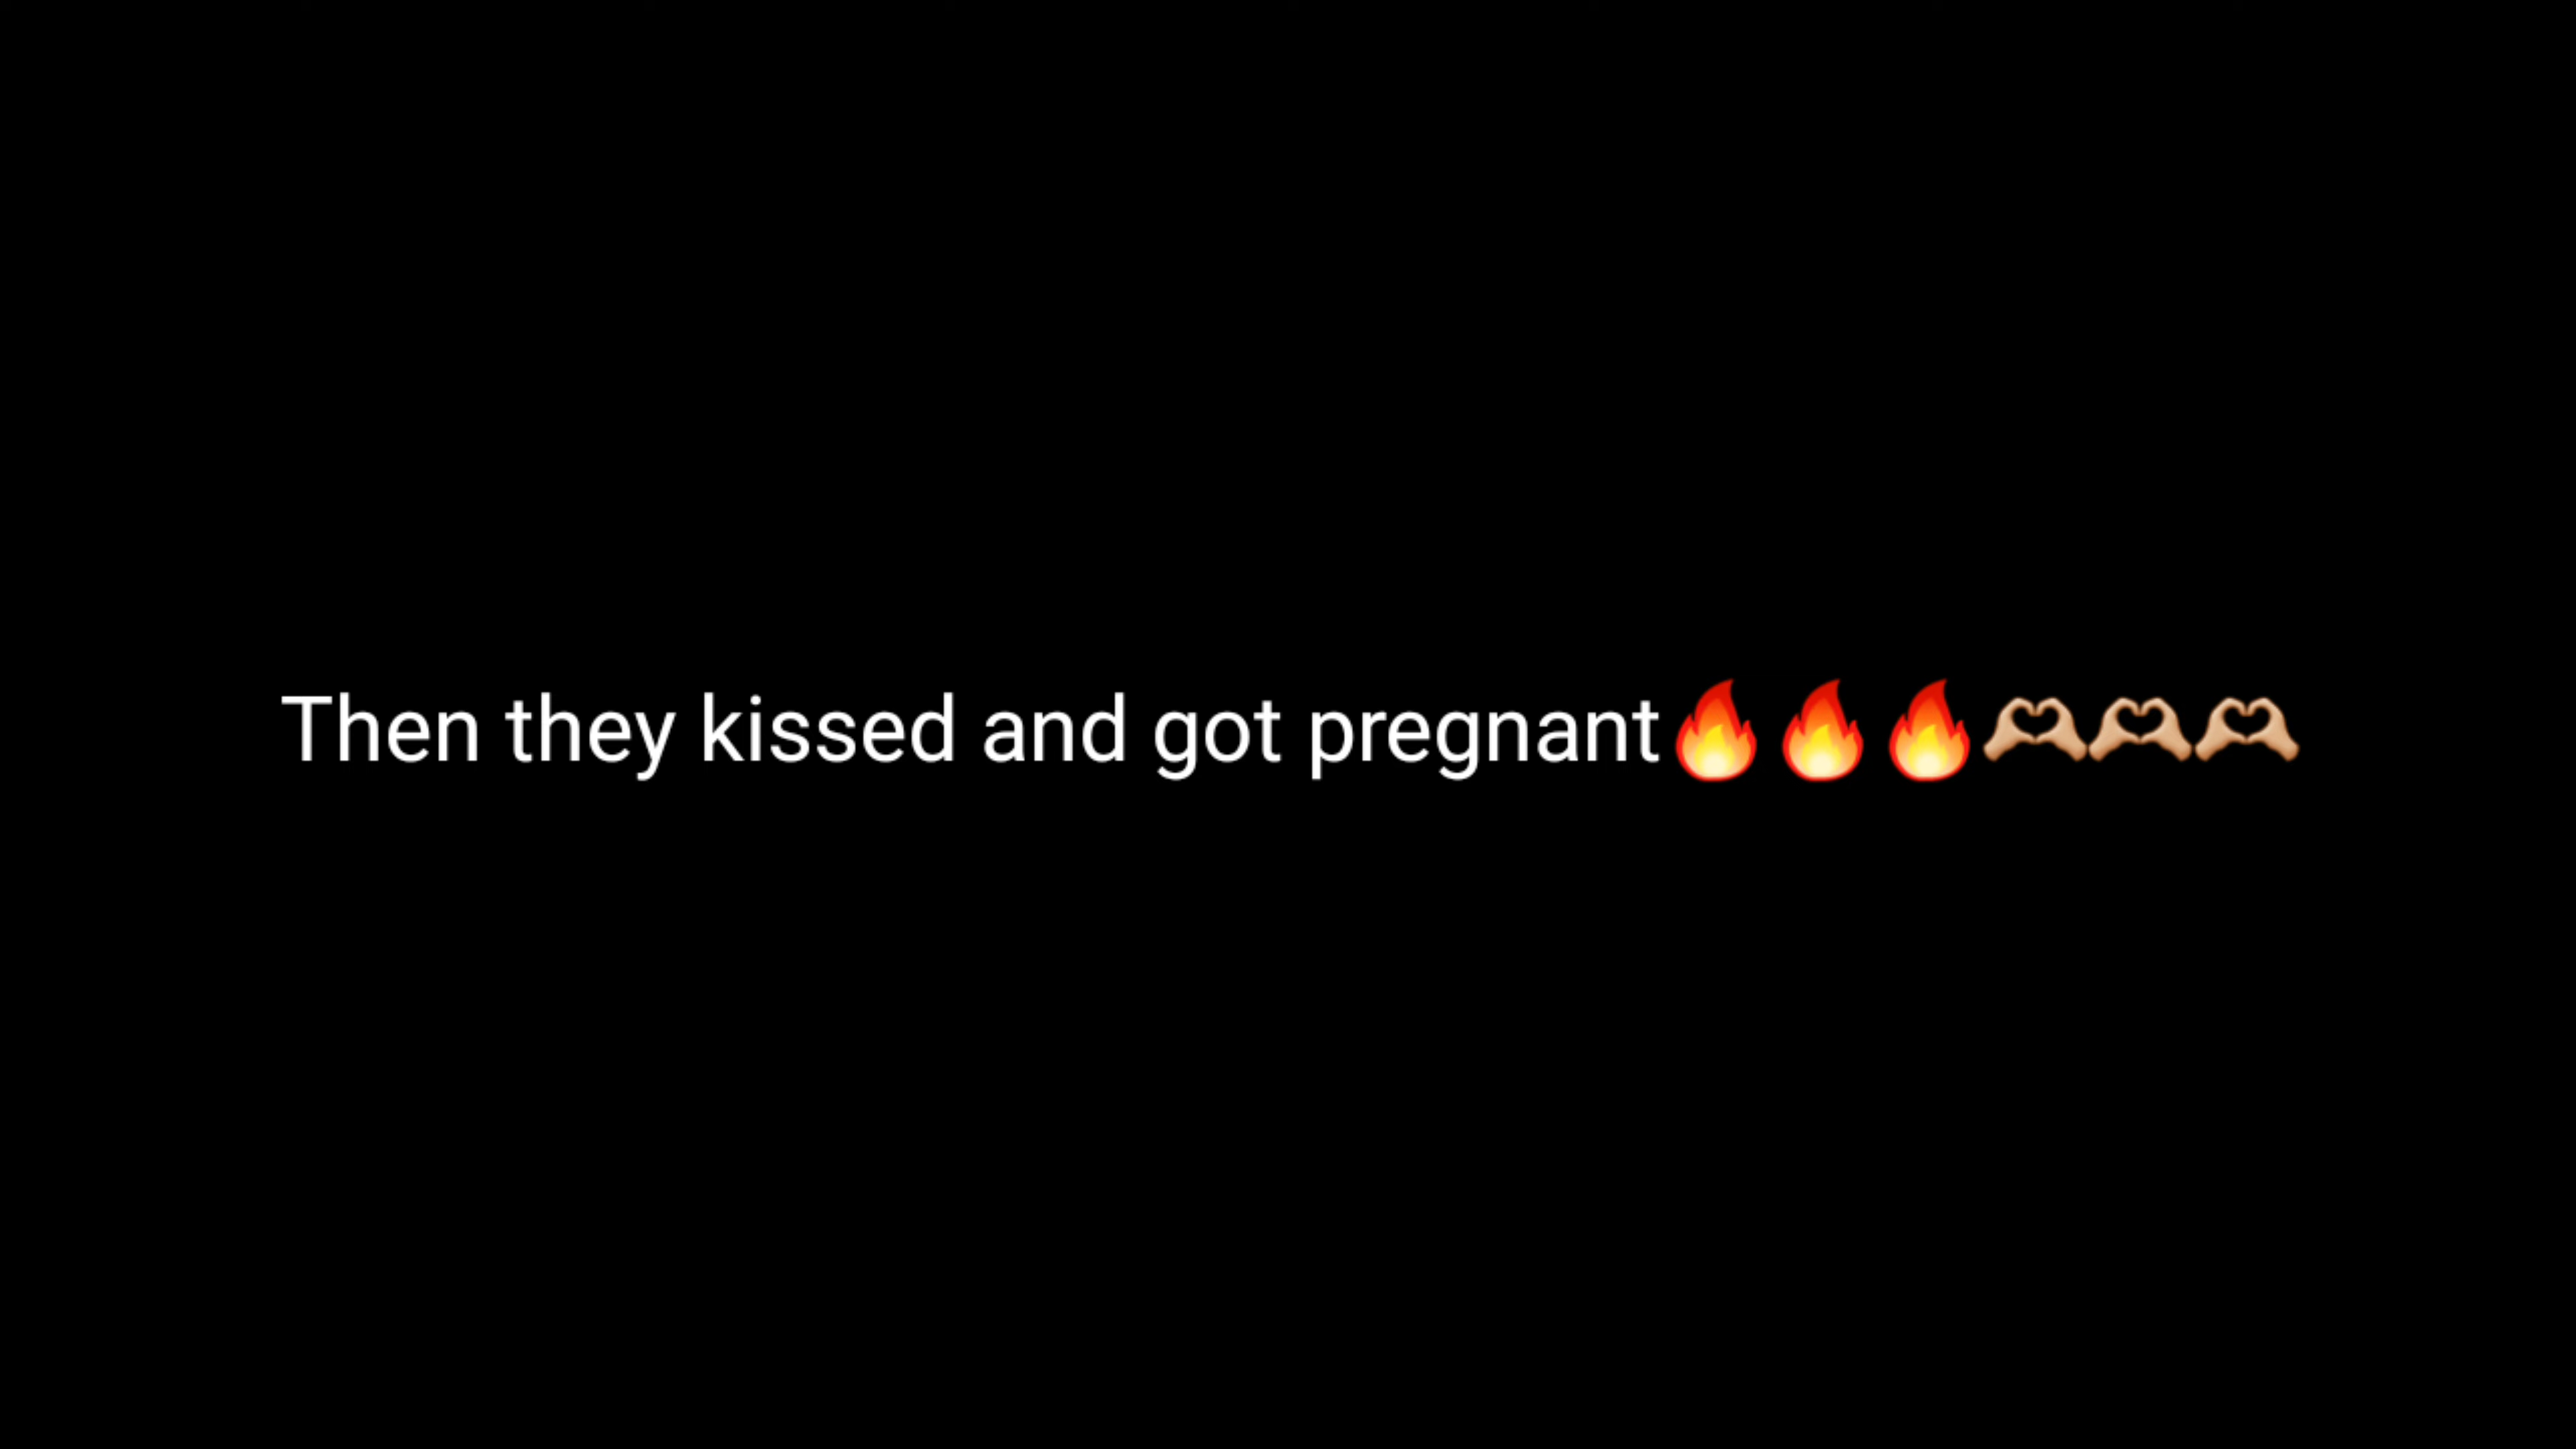 Then they kissed and got pregnant🔥🔥🔥🫶🏼🫶🏼🫶🏼